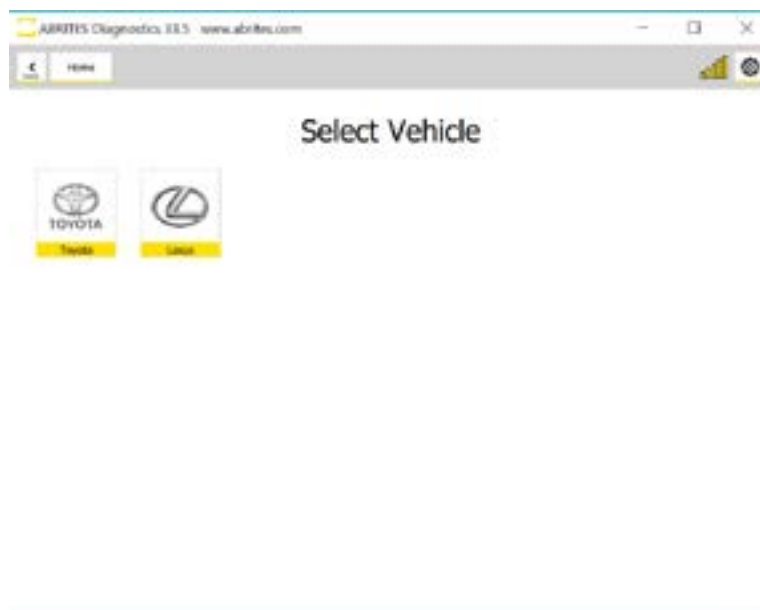 ABRITES Diagnostics www.abrites.com
Home
Select Vehicle
TOYOTA
Toyota
Lexus